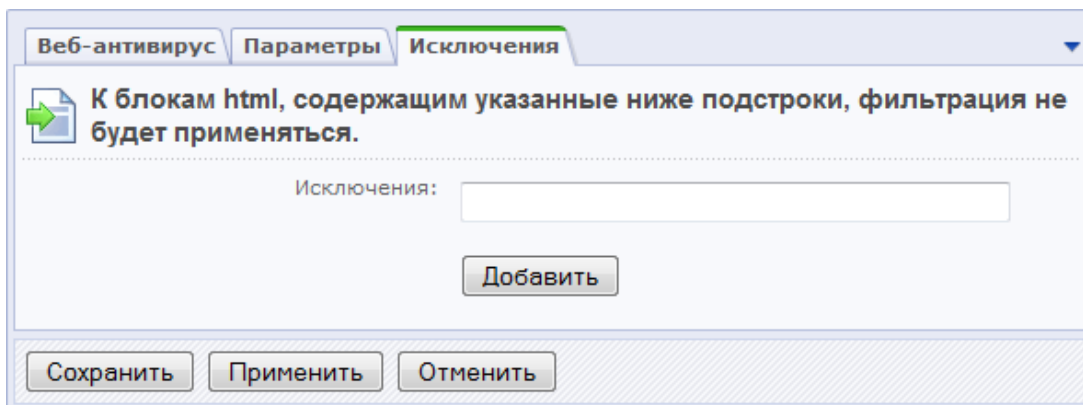 Веб-антивирус Параметры Исключения
К блокам html, содержащим указанные ниже подстроки, фильтрация не
будет применяться.
Исключения:
Добавить
Сохранить Применить Отменить